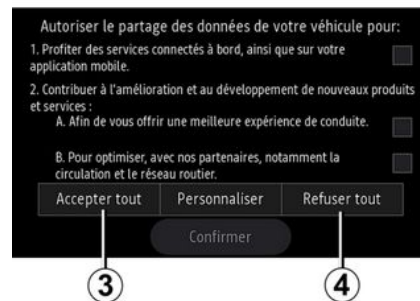 Autoriser le partage des données de votre véhicule pour:
1. Profiter des services connectés à bord, ainsi que sur votre
application mobile.
2. Contribuer à l'amélioration et au développement de nouveaux produits
et services :
A. Afin de vous offrir une meilleure expérience de conduite.
B. Pour optimiser, avec nos partenaires, notamment la
circulation et le réseau routier.
Accepter tout Personnaliser Refuser tout
Confirmer
3 4